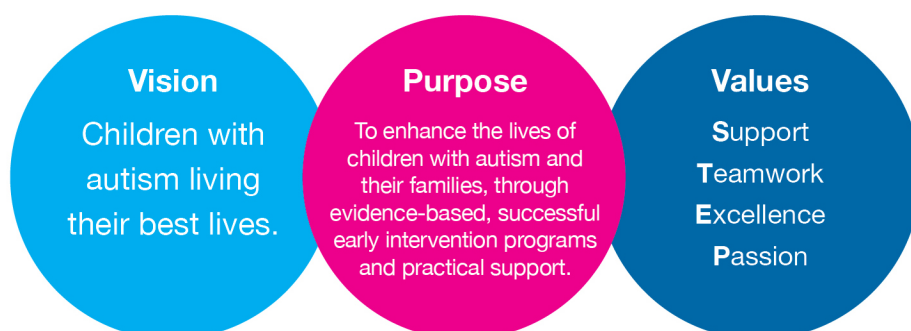 Vision
Children with
autism living
their best lives.
Purpose
To enhance the lives of
children with autism and
their families, through
evidence-based, successful
early intervention programs
and practical support.
Values
Support
Teamwork
Excellence
Passion